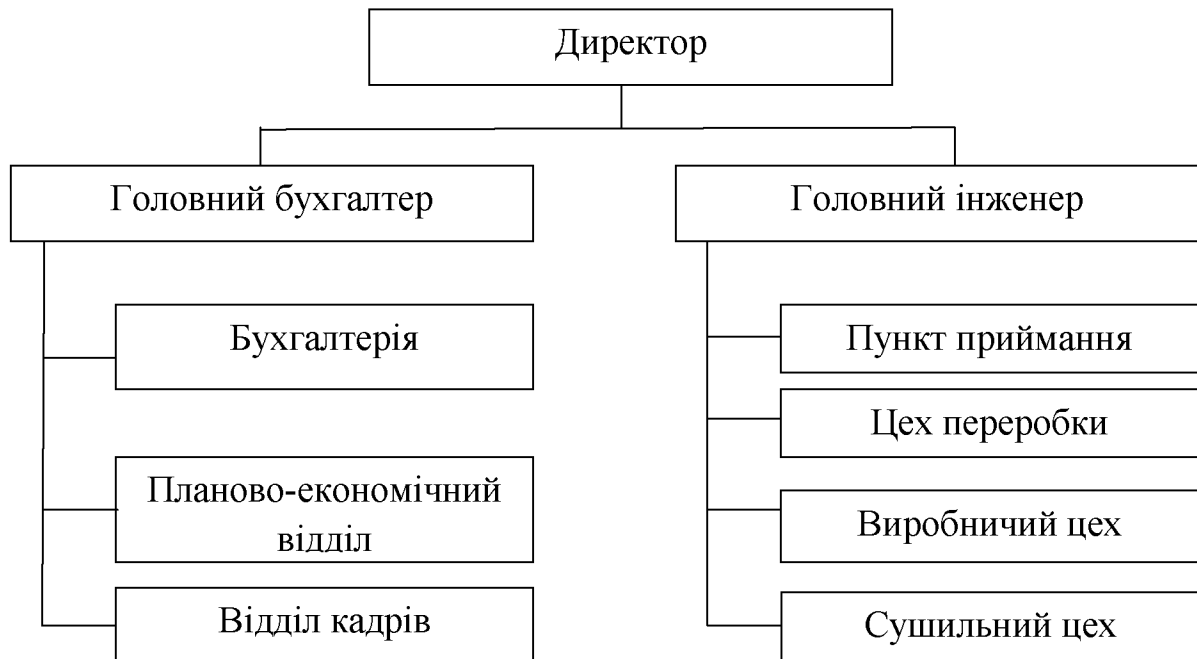 Директор
Головний бухгалтер
Головний інженер
Бухгалтерія
Планово-економічний
відділ
Відділ кадрів
Пункт приймання
Цех переробки
Виробничий цех
Сушильний цех